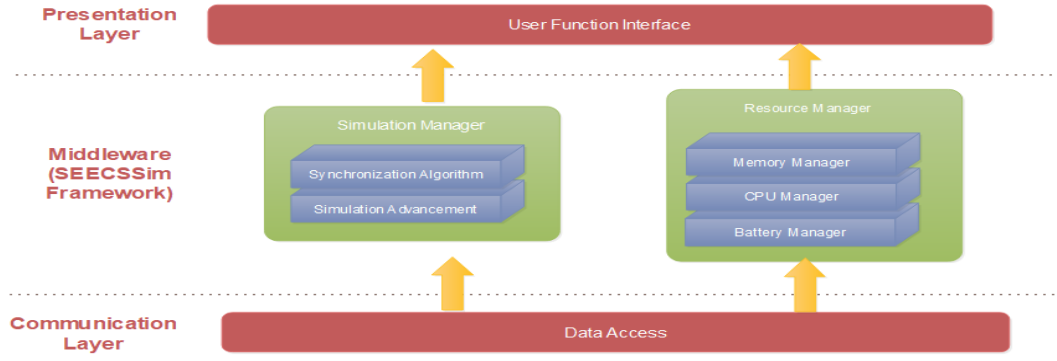 Presentation
Layer
User Function Interface
Middleware
(SEECSSim
Framework)
Simulation Manager
Synchronization Algorithm
Simulation Advancement
Resource Manager
Memory Manager
CPU Manager
Battery Manager
Communication
Layer
Data Access